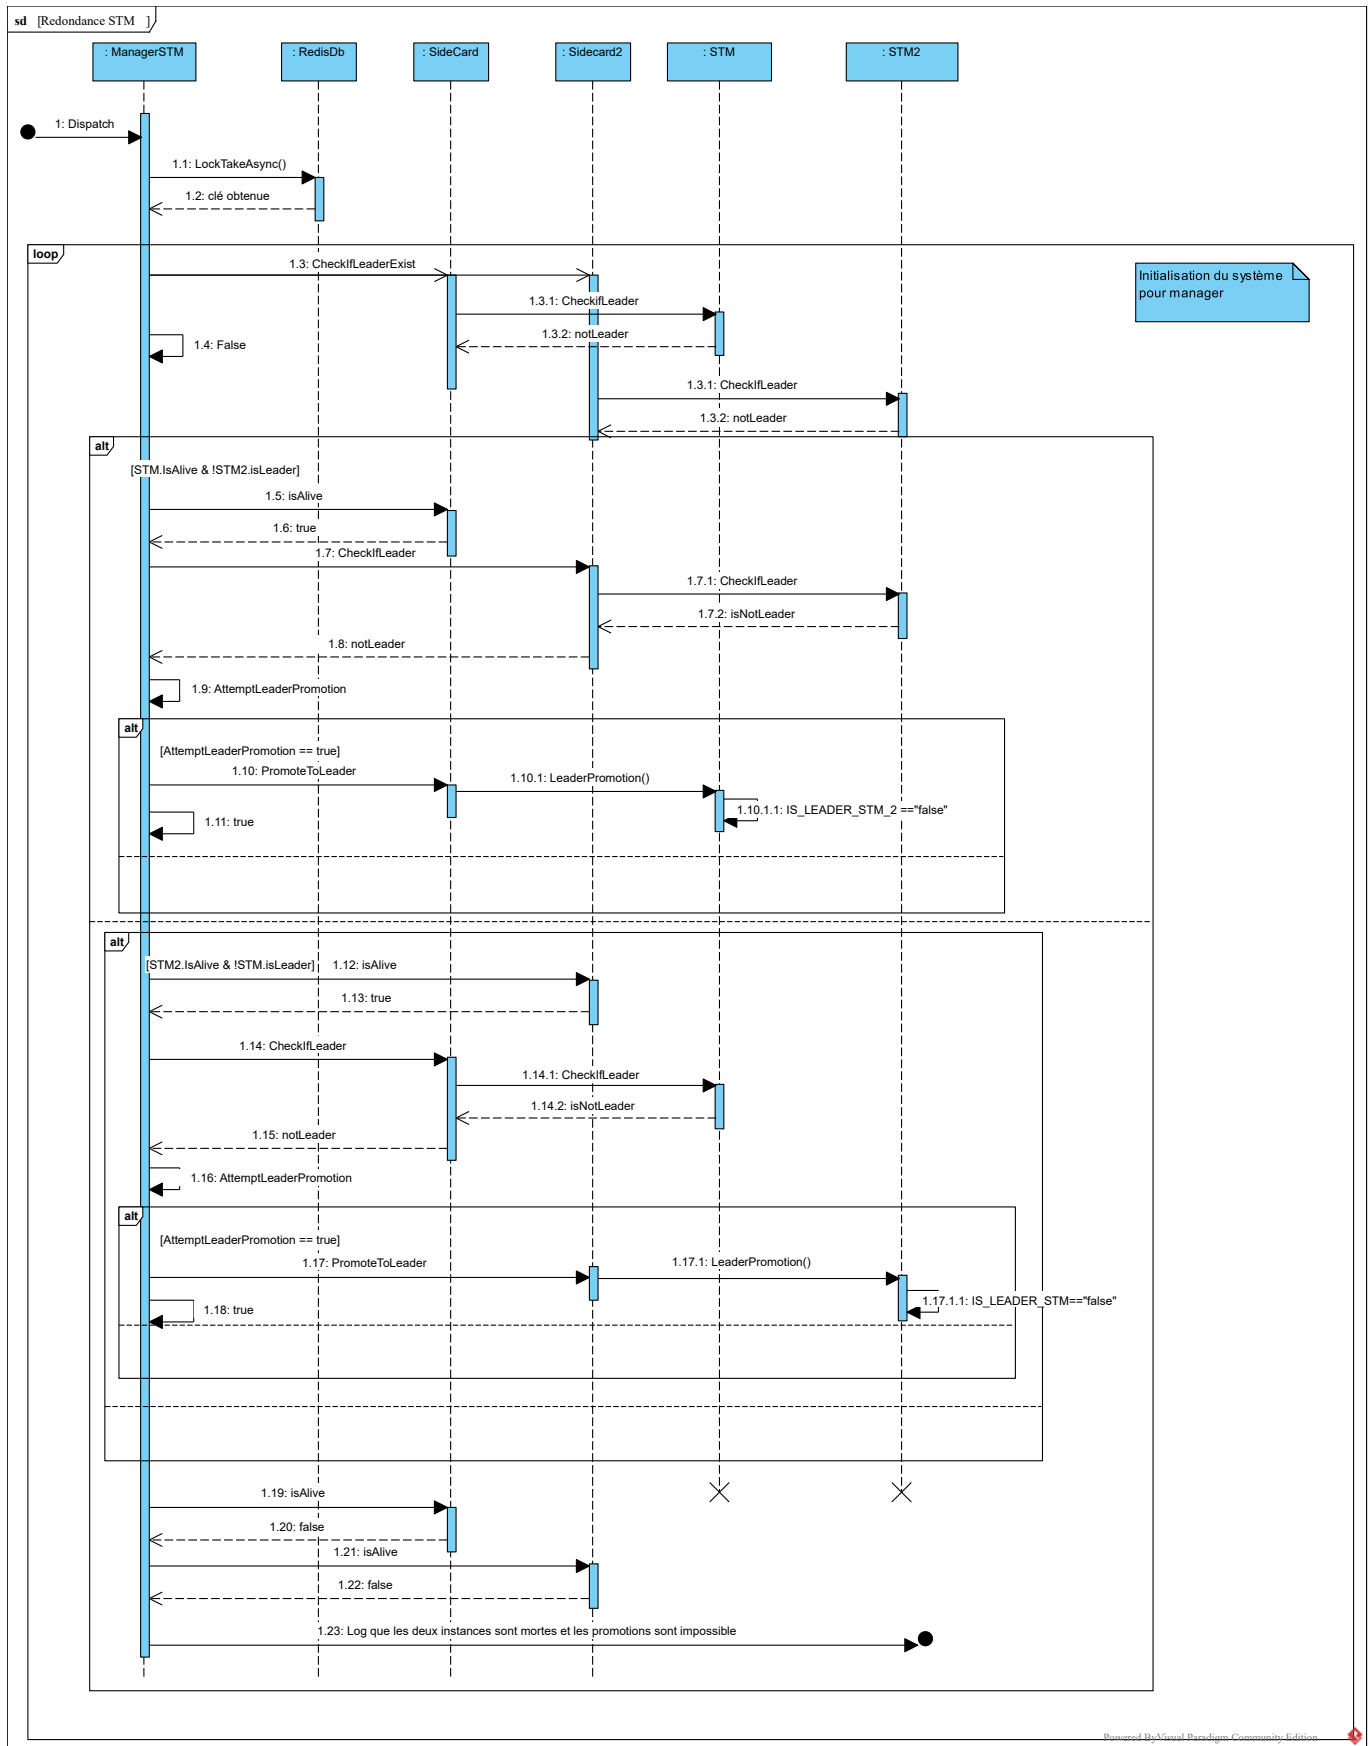 sd [Redondance STM ]
: ManagerSTM
: RedisDb
: SideCard
: Sidecard2
: STM
: STM2
1: Dispatch
1.1: LockTakeAsync()
1.2: clé obtenue
loop
1.3: CheckIfLeaderExist
Initialisation du système
pour manager
1.3.1: CheckifLeader
1.3.2: notLeader
1.4: False
1.3.1: CheckIfLeader
1.3.2: notLeader
alt
[STM.IsAlive & !STM2.isLeader]
1.5: isAlive
1.6: true
1.7: CheckIfLeader
1.7.1: CheckIfLeader
1.7.2: isNotLeader
1.8: notLeader
1.9: AttemptLeaderPromotion
alt
[AttemptLeaderPromotion == true]
1.10: PromoteToLeader
1.10.1: LeaderPromotion()
1.10.1.1: IS_LEADER_STM_2 =="false"
1.11: true
alt
[STM2.IsAlive & !STM.isLeader]
1.12: isAlive
1.13: true
1.14: CheckIfLeader
1.14.1: CheckIfLeader
1.14.2: isNotLeader
1.15: notLeader
1.16: AttemptLeaderPromotion
alt
[AttemptLeaderPromotion == true]
1.17: PromoteToLeader
1.17.1: LeaderPromotion()
1.17.1.1: IS_LEADER_STM=="false"
1.18: true
1.19: isAlive
1.20: false
1.21: isAlive
1.22: false
1.23: Log que les deux instances sont mortes et les promotions sont impossible
Powered ByVisual Paradigm Community Edition